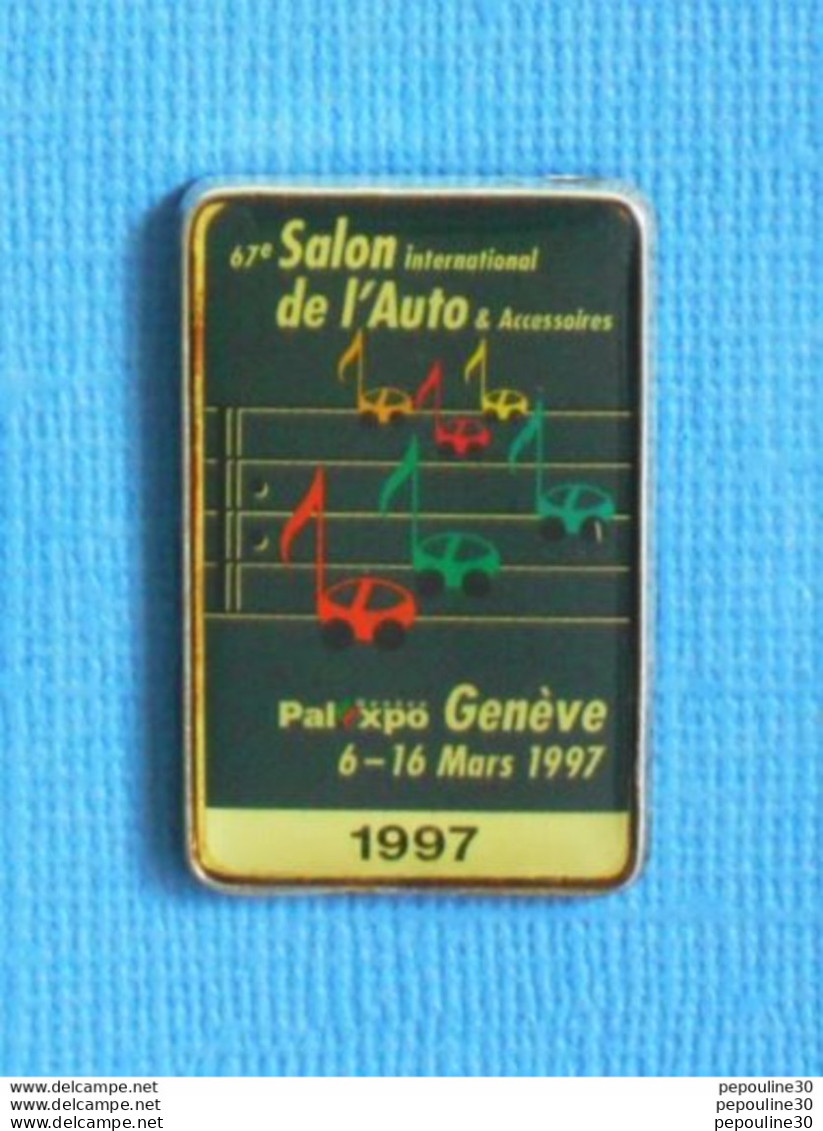 67e Salon international
de l'Auto & Accessoires
Palexpo Genève
6-16 Mars 1997
1997
www.delcampe.net pepouline30
www.delcampe.net pepouline30
www.delcampe.net pepouline30